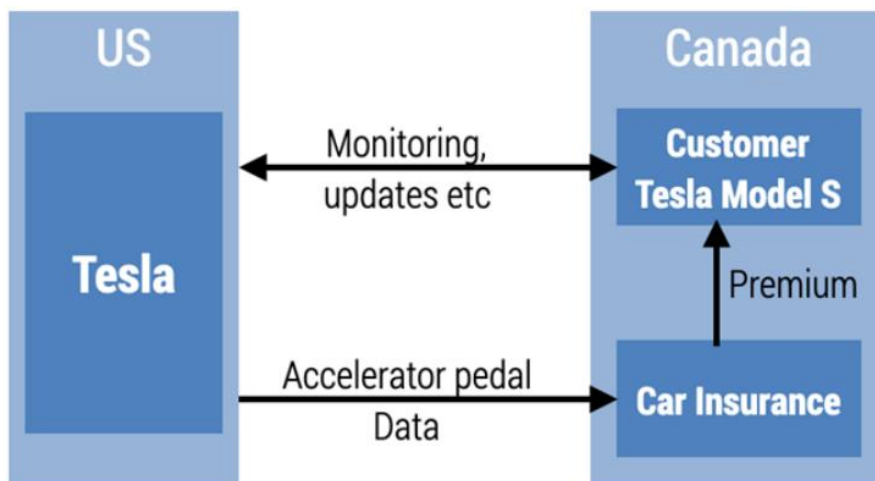 US
Canada
Tesla
Monitoring,
updates etc
Customer
Tesla Model S
Premium
Accelerator pedal
Data
Car Insurance